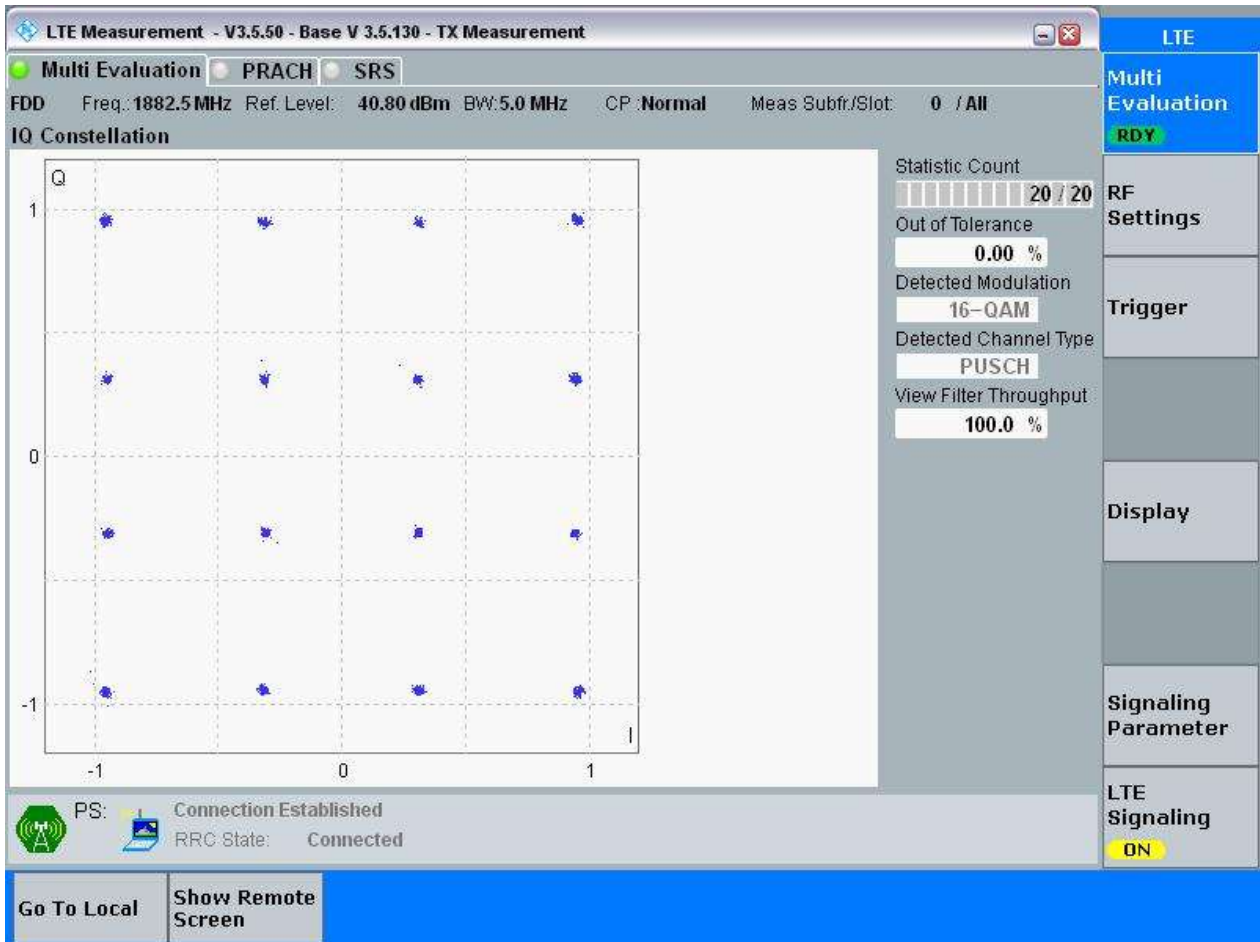 LTE Measurement - V3.5.50 - Base V 3.5.130 - TX Measurement
LTE
Multi Evaluation PRACH SRS
Multi
Evaluation
RDY
FDD Freq.:1882.5 MHz Ref. Level: 40.80 dBm BW:5.0 MHz CP :Normal Meas Subfr./Slot: 0 / All
IQ Constellation
Q
1
0
-1
-1 0 1
I
Statistic Count
20 / 20
Out of Tolerance
0.00 %
Detected Modulation
16-QAM
Detected Channel Type
PUSCH
View Filter Throughput
100.0 %
RF
Settings
Trigger
Display
Signaling
Parameter
LTE
Signaling
ON
PS: Connection Established
RRC State: Connected
Go To Local
Show Remote
Screen